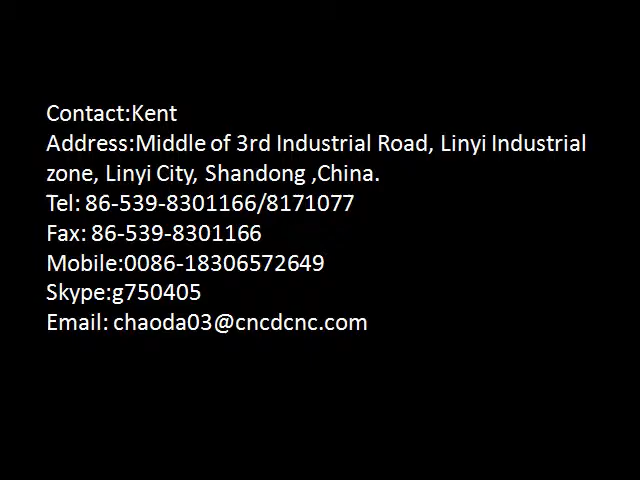 Contact:Kent
Address:Middle of 3rd Industrial Road, Linyi Industrial
zone, Linyi City, Shandong ,China.
Tel: 86-539-8301166/8171077
Fax: 86-539-8301166
Mobile:0086-18306572649
Skype:g750405
Email: chaoda03@cncdcnc.com